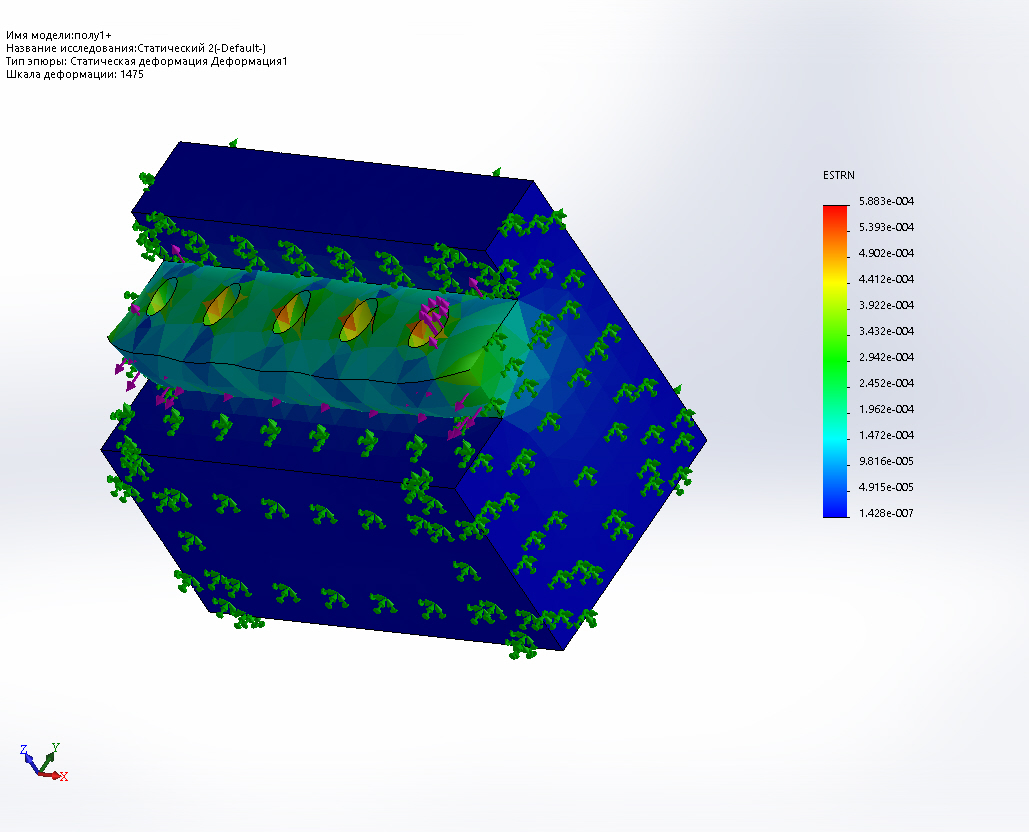 Имя модели:полу1+
Название исследования:Статический 2(-Default-)
Тип эпюры: Статическая деформация Деформация1
Шкала деформации: 1475
ESTRN
5.883e-004
5.393e-004
4.902e-004
4.412e-004
3.922e-004
3.432e-004
2.942e-004
2.452e-004
1.962e-004
1.472e-004
9.816e-005
4.915e-005
1.428e-007
Z
Y
X